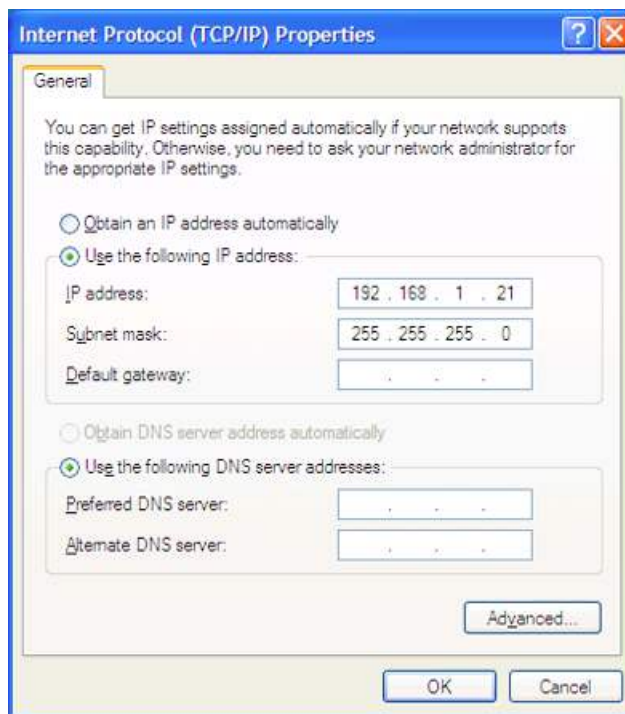 Internet Protocol (TCP/IP) Properties
General
You can get IP settings assigned automatically if your network supports
this capability. Otherwise, you need to ask your network administrator for
the appropriate IP settings.
Obtain an IP address automatically
Use the following IP address:
IP address: 192 . 168 . 1 . 21
Subnet mask: 255 . 255 . 255 . 0
Default gateway: . . .
Obtain DNS server address automatically
Use the following DNS server addresses:
Preferred DNS server: . . .
Alternate DNS server: . . .
Advanced...
OK Cancel